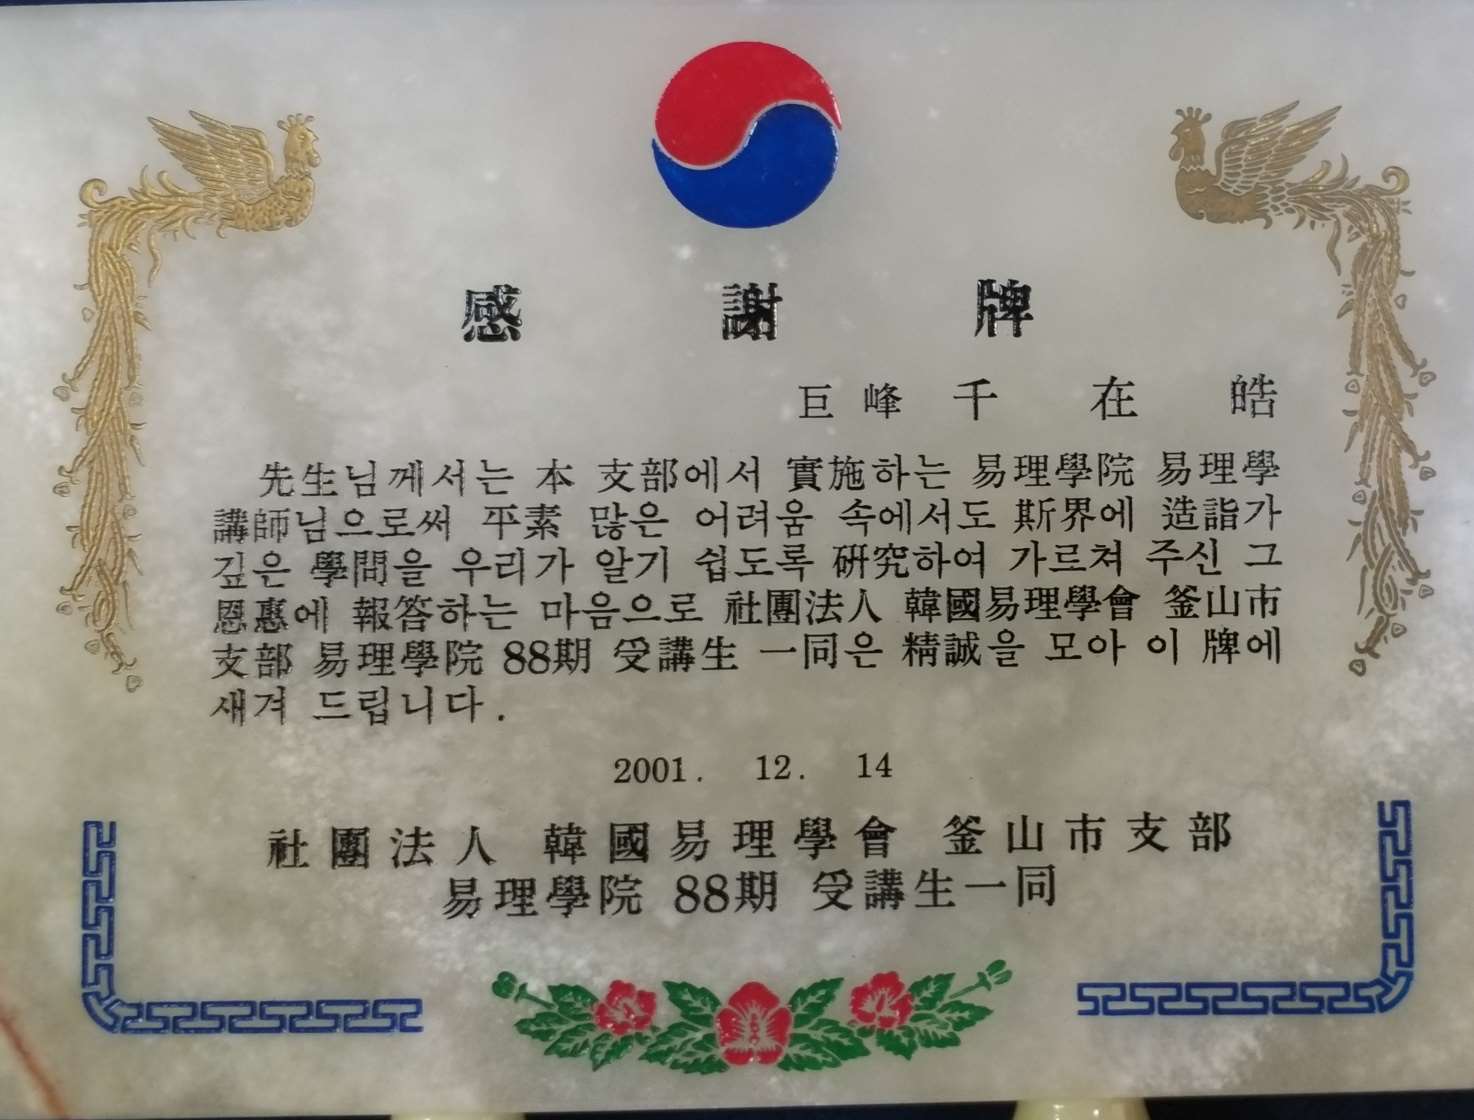 感謝牌
巨峰 千在皓
先生님께서는 本 支部에서 實施하는 易理學院 易理學
講師님으로써 平素 많은 어려움 속에서도 斯界에 造詣가
깊은 學問을 우리가 알기 쉽도록 硏究하여 가르쳐 주신 그
恩惠에 報答하는 마음으로 社團法人 韓國易理學會 釜山市
支部 易理學院 88期 受講生 一同은 精誠을 모아 이 牌에
새겨 드립니다.
2001. 12. 14
社團法人 韓國易理學會 釜山市支部
易理學院 88期 受講生一同